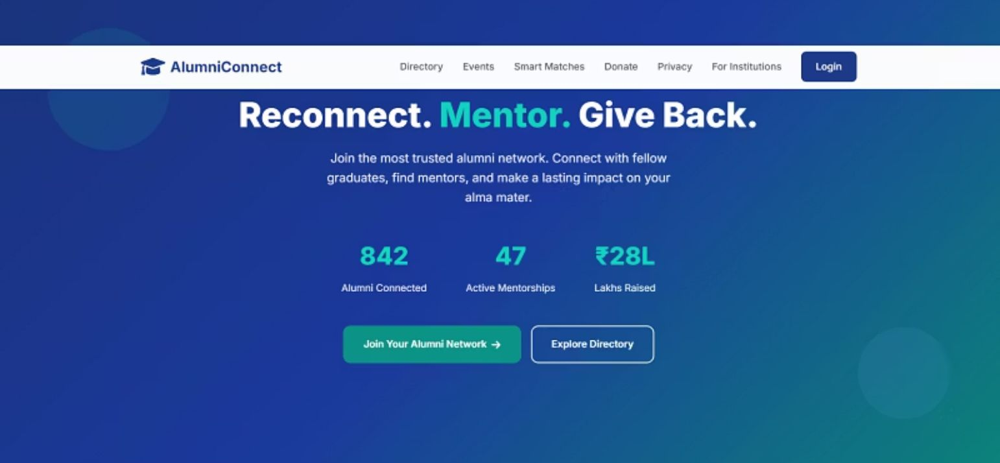 AlumniConnect
Directory Events Smart Matches Donate Privacy For Institutions Login
Reconnect. Mentor. Give Back.
Join the most trusted alumni network. Connect with fellow
graduates, find mentors, and make a lasting impact on your
alma mater.
842 47 ₹28L
Alumni Connected Active Mentorships Lakhs Raised
Join Your Alumni Network → Explore Directory